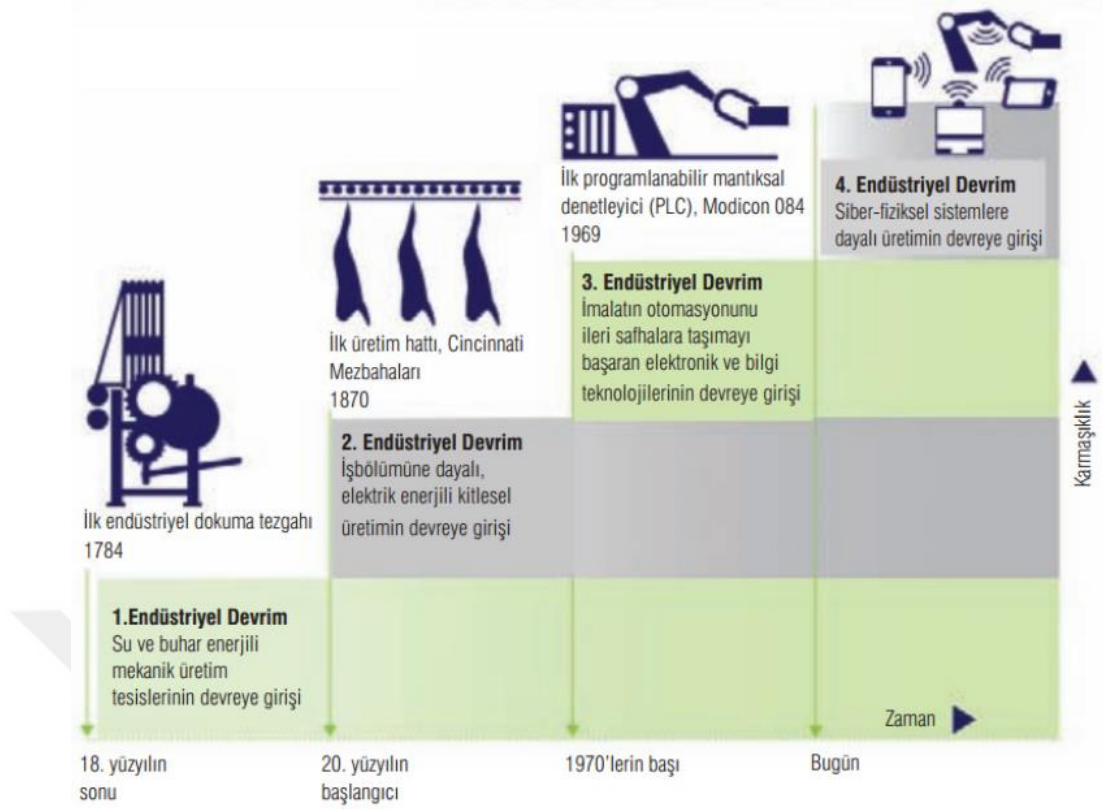 İlk endüstriyel dokuma tezgahı
1784
1.Endüstriyel Devrim
Su ve buhar enerjili
mekanik üretim
tesislerinin devreye girişi
18. yüzyılın
sonu
İlk üretim hattı, Cincinnati
Mezbahaları
1870
2. Endüstriyel Devrim
İşbölümüne dayalı,
elektrik enerjili kitlesel
üretimin devreye girişi
20. yüzyılın
başlangıcı
İlk programlanabilir mantıksal
denetleyici (PLC), Modicon 084
1969
3. Endüstriyel Devrim
İmalatın otomasyonunu
ileri safhalara taşımayı
başaran elektronik ve bilgi
teknolojilerinin devreye girişi
1970'lerin başı
4. Endüstriyel Devrim
Siber-fiziksel sistemlere
dayalı üretimin devreye girişi
Bugün
Zaman
Karmaşıklık